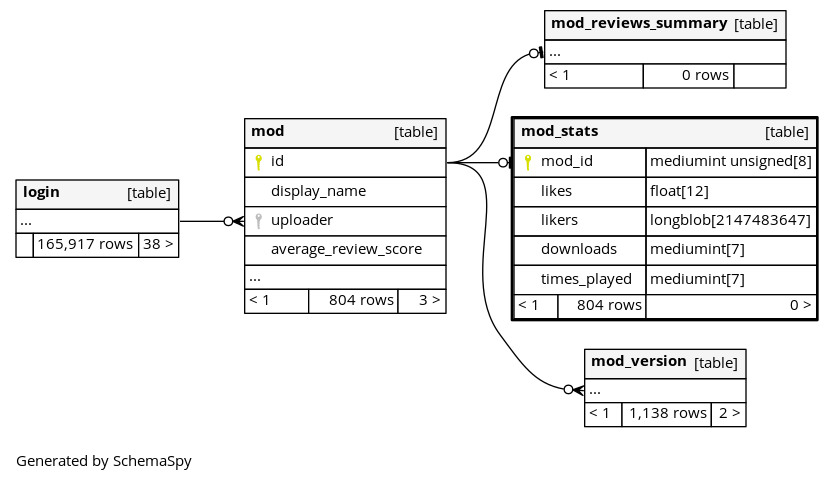 mod_reviews_summary [table]
...
< 1 0 rows
mod [table]
id
display_name
uploader
average_review_score
...
< 1 804 rows 3 >
mod_stats [table]
mod_id mediumint unsigned[8]
likes float[12]
likers longblob[2147483647]
downloads mediumint[7]
times_played mediumint[7]
< 1 804 rows 0 >
login [table]
...
165,917 rows 38 >
mod_version [table]
...
< 1 1,138 rows 2 >
Generated by SchemaSpy